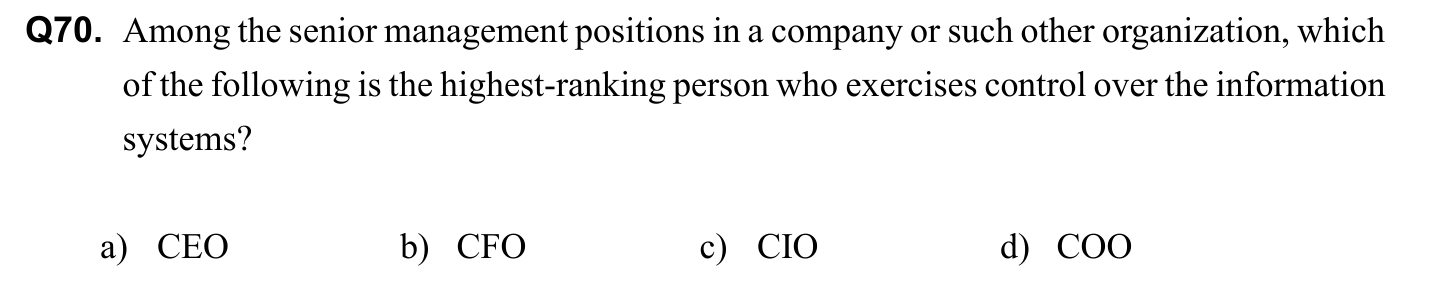 Q70. Among the senior management positions in a company or such other organization, which
of the following is the highest-ranking person who exercises control over the information
systems?
a) CEO b) CFO c) CIO d) COO